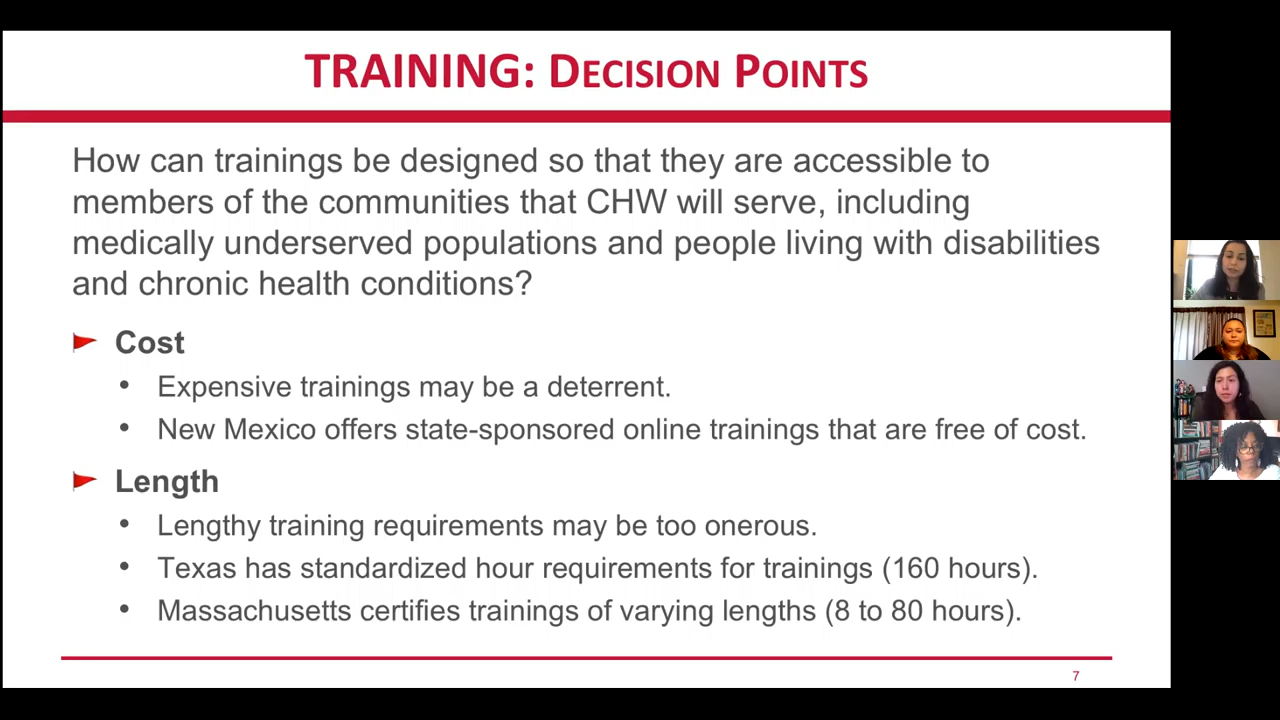 TRAINING: DECISION POINTS
How can trainings be designed so that they are accessible to
members of the communities that CHW will serve, including
medically underserved populations and people living with disabilities
and chronic health conditions?
Cost
• Expensive trainings may be a deterrent.
• New Mexico offers state-sponsored online trainings that are free of cost.
Length
• Lengthy training requirements may be too onerous.
• Texas has standardized hour requirements for trainings (160 hours).
• Massachusetts certifies trainings of varying lengths (8 to 80 hours).
7